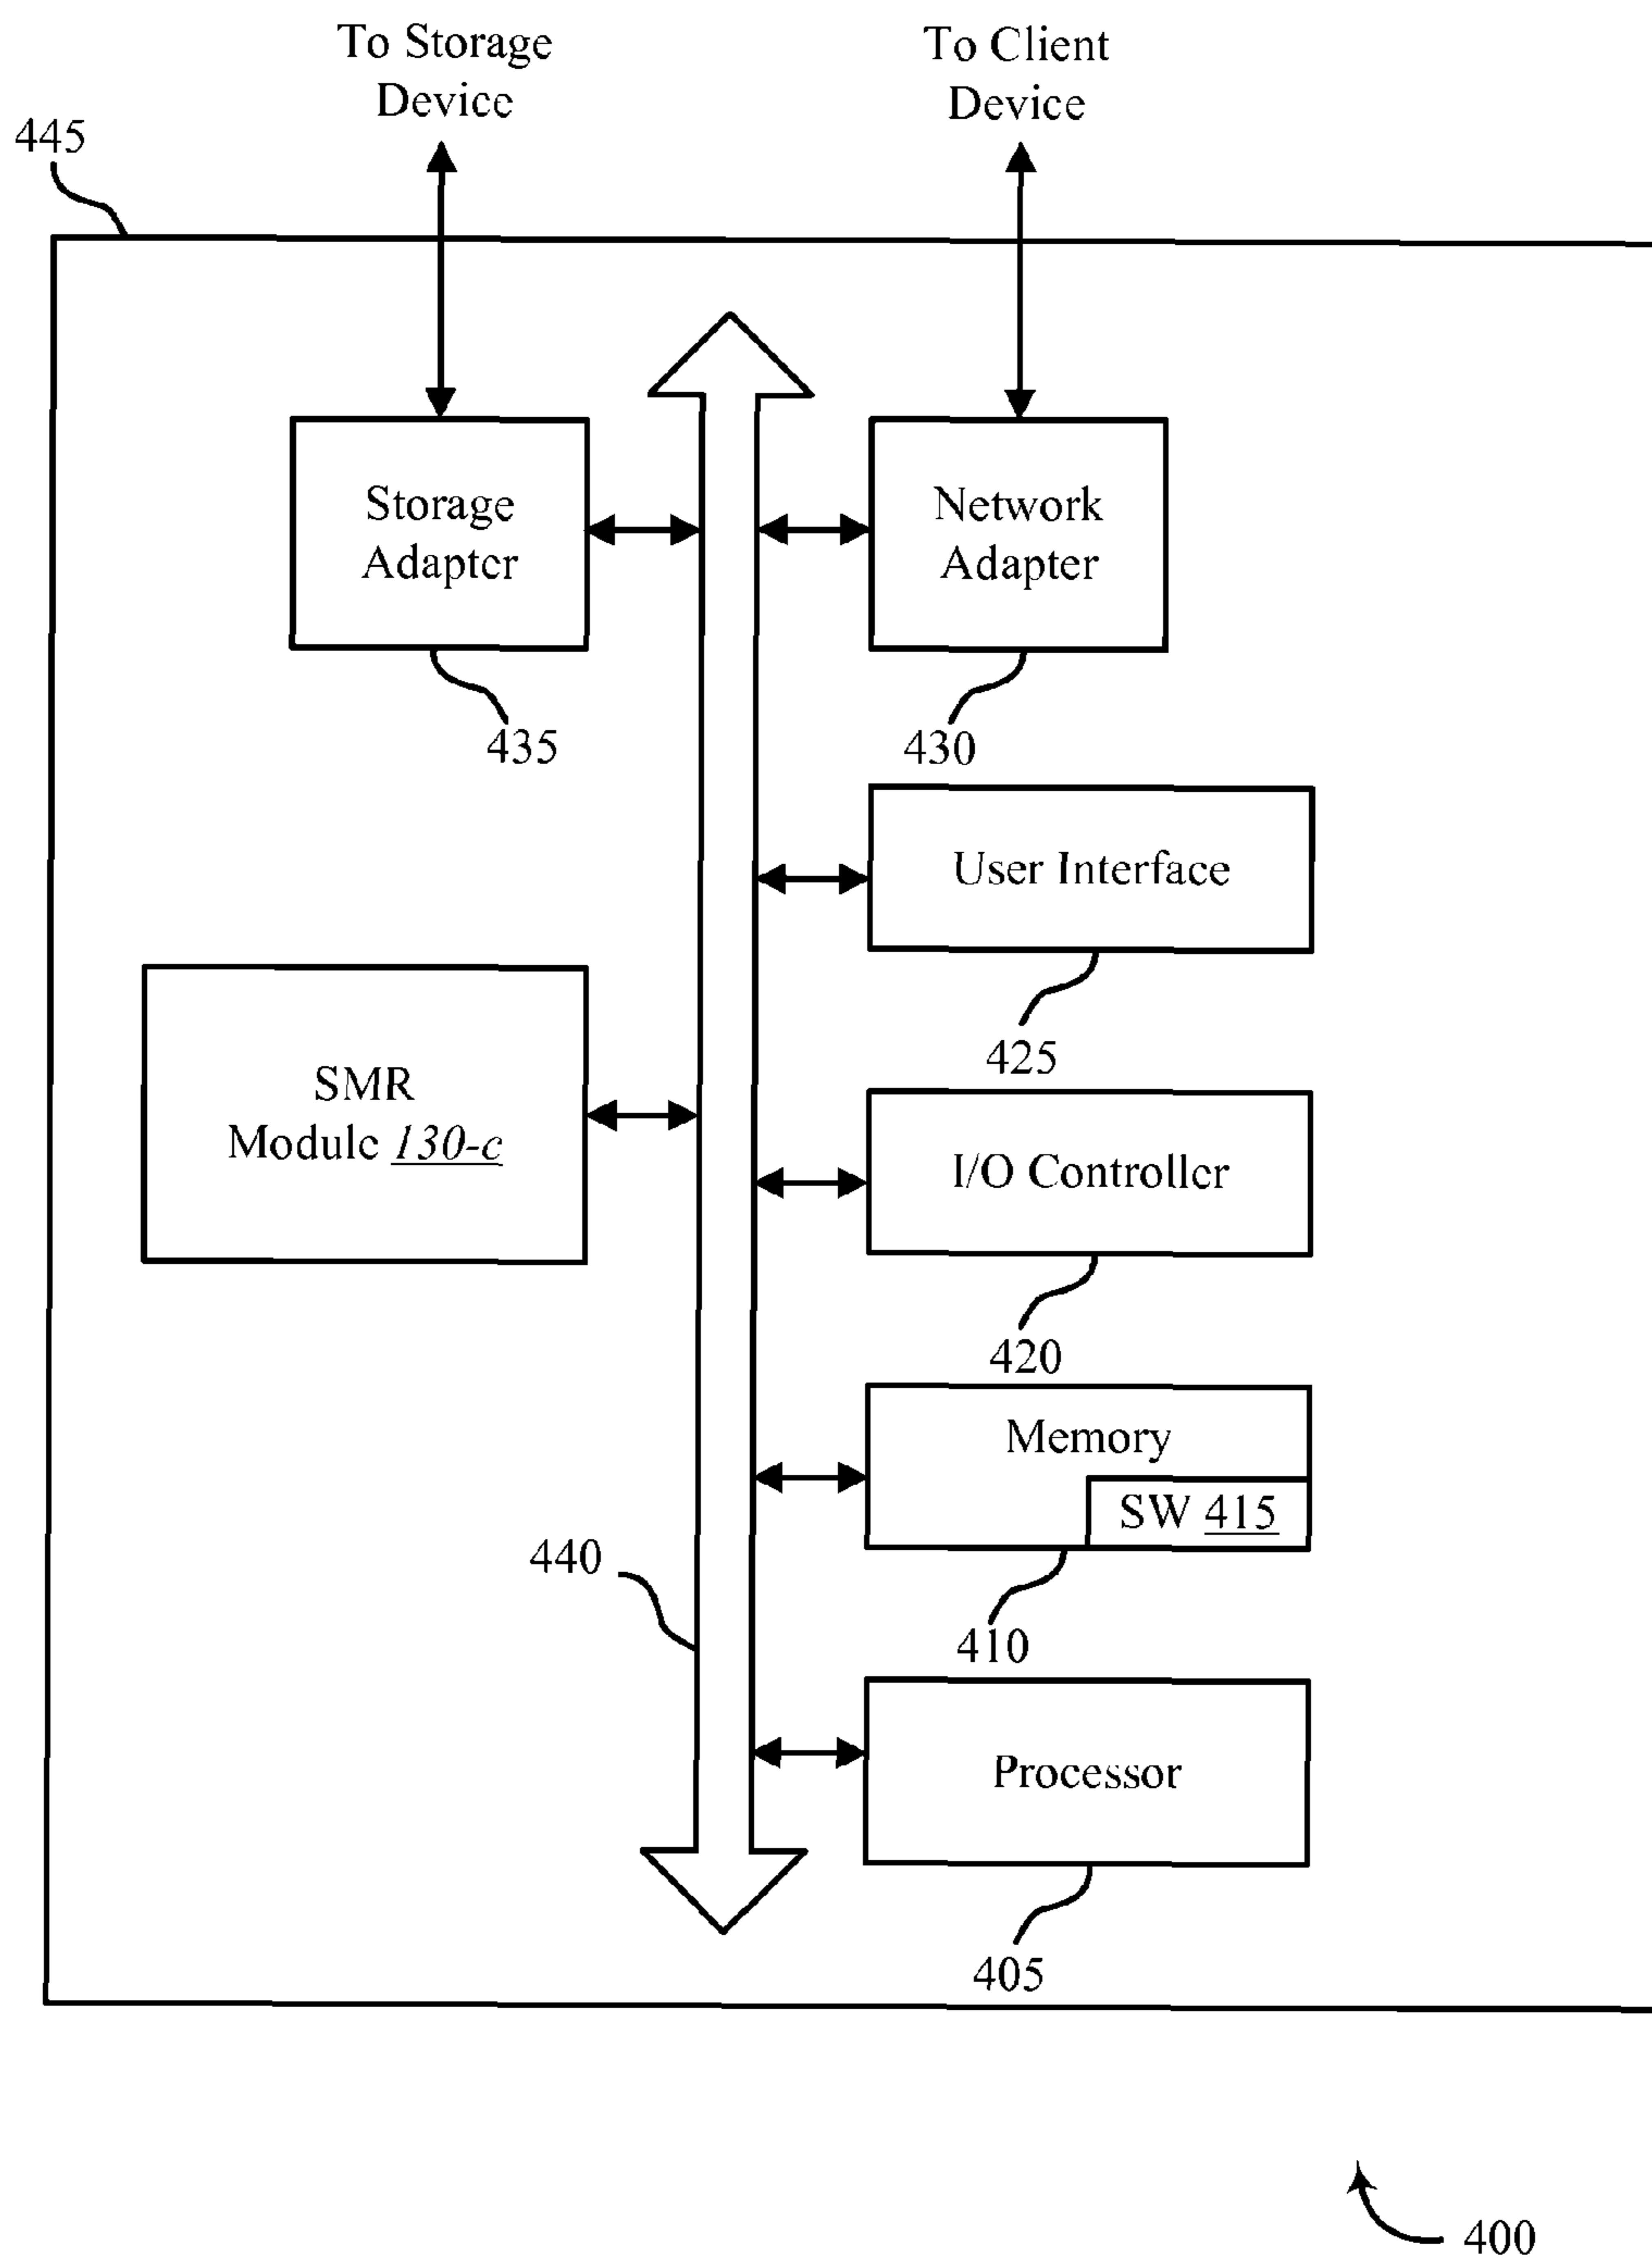 To Storage
Device
To Client
Device
445
Storage
Adapter
Network
Adapter
435
430
User Interface
425
SMR
Module 130-c
I/O Controller
420
Memory
SW 415
440
410
Processor
405
400